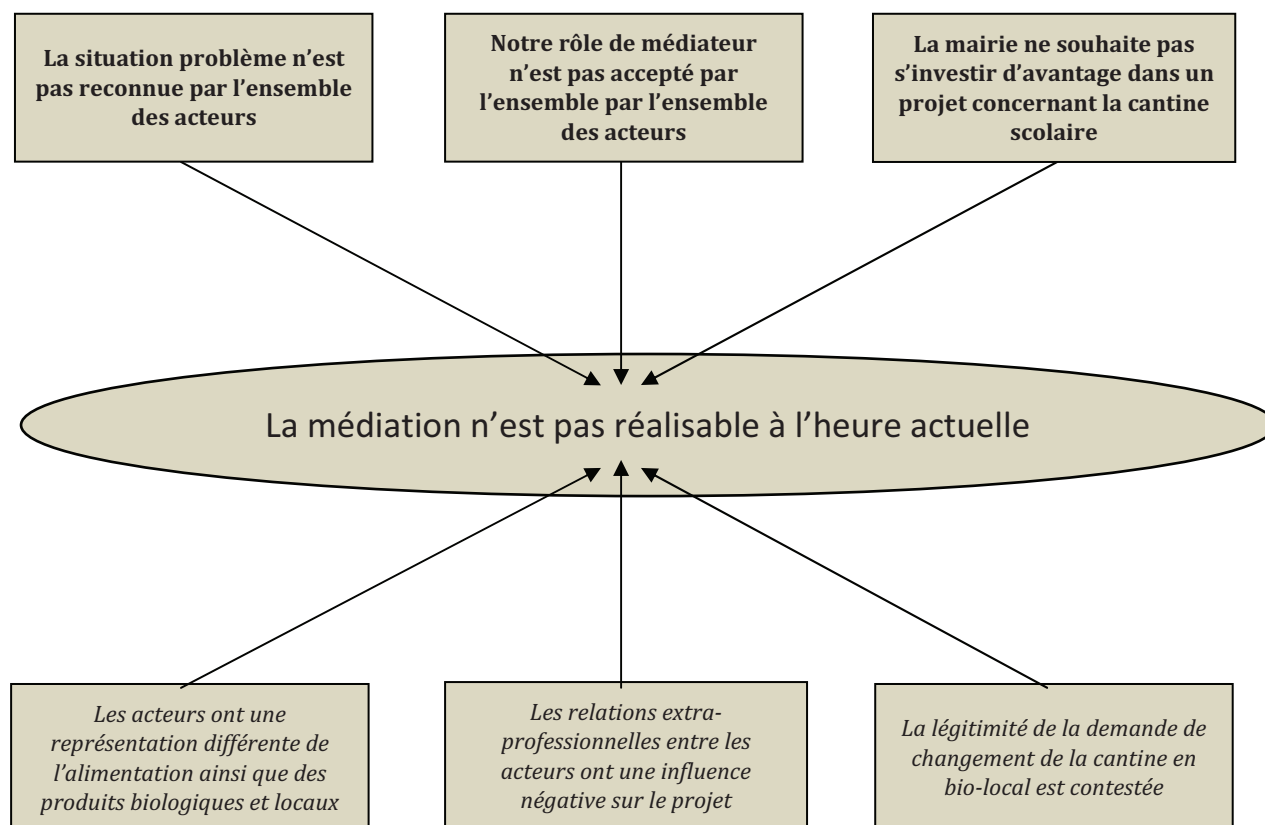 La situation problème n’est
pas reconnue par l’ensemble
des acteurs
Notre rôle de médiateur
n’est pas accepté par
l’ensemble par l’ensemble
des acteurs
La mairie ne souhaite pas
s’investir d’avantage dans un
projet concernant la cantine
scolaire
La médiation n’est pas réalisable à l’heure actuelle
Les acteurs ont une
représentation différente de
l’alimentation ainsi que des
produits biologiques et locaux
Les relations extra-
professionnelles entre les
acteurs ont une influence
négative sur le projet
La légitimité de la demande de
changement de la cantine en
bio-local est contestée